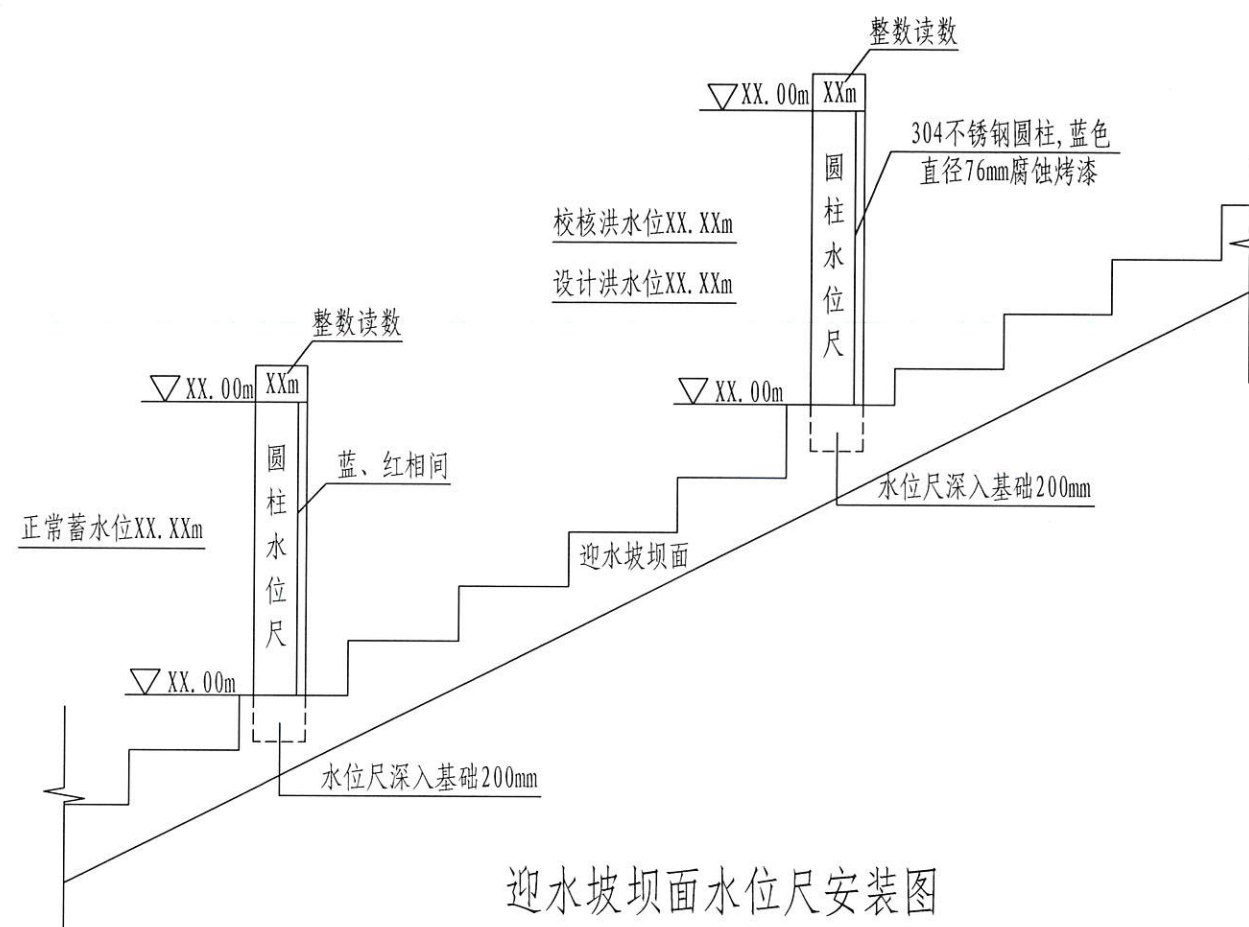 整数读数
XX.00m
XXm
304不锈钢圆柱,蓝色
直径76mm腐蚀烤漆
圆柱水位尺
校核洪水位XX.XXm
设计洪水位XX.XXm
整数读数
XX.00m
XXm
XX.00m
圆柱水位尺
蓝、红相间
水位尺深入基础200mm
正常蓄水位XX.XXm
迎水坡坝面
XX.00m
水位尺深入基础200mm
迎水坡坝面水位尺安装图